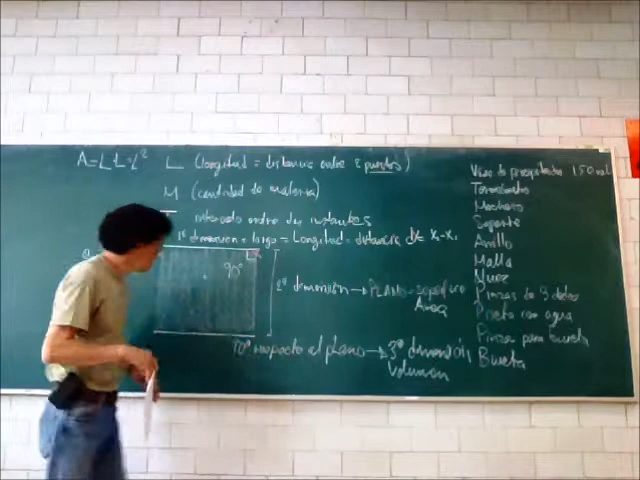 A = L·L = L²
L (longitud = distancia entre 2 puntos)
M (cantidad de materia)
intervalo entre dos instantes
1ª dimension = largo = Longitud = distancia
90°
2ª dimensión → PLANO - superficie
Area
90° respecto al plano → 3ª dimensión
Volumen
Vaso de precipitados 150 ml
Termómetro
Mechero
Soporte
Anillo
Malla
Nuez
Pinzas de 3 dedos
con agua
Pinzas para bureta
Bureta